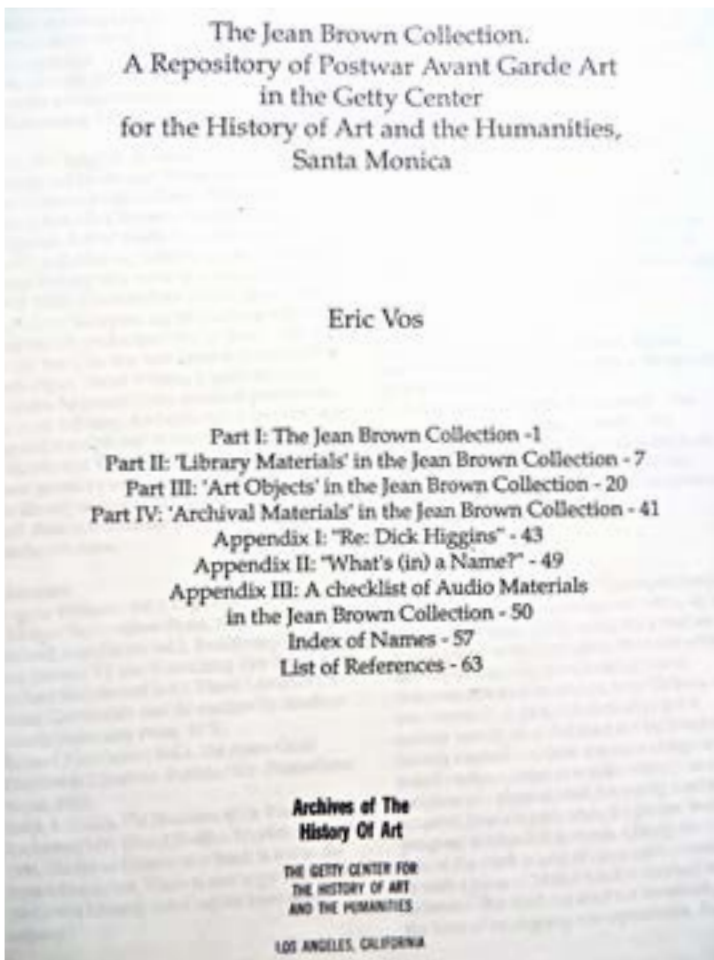 The Jean Brown Collection.
A Repository of Postwar Avant Garde Art
in the Getty Center
for the History of Art and the Humanities,
Santa Monica
Eric Vos
Part I: The Jean Brown Collection -1
Part II: 'Library Materials' in the Jean Brown Collection - 7
Part III: 'Art Objects' in the Jean Brown Collection - 20
Part IV: 'Archival Materials' in the Jean Brown Collection - 41
Appendix I: "Re: Dick Higgins" - 43
Appendix II: "What's (in) a Name?" - 49
Appendix III: A checklist of Audio Materials
in the Jean Brown Collection - 50
Index of Names - 57
List of References - 63
Archives of The
History Of Art
THE GETTY CENTER FOR
THE HISTORY OF ART
AND THE HUMANITIES
LOS ANGELES, CALIFORNIA